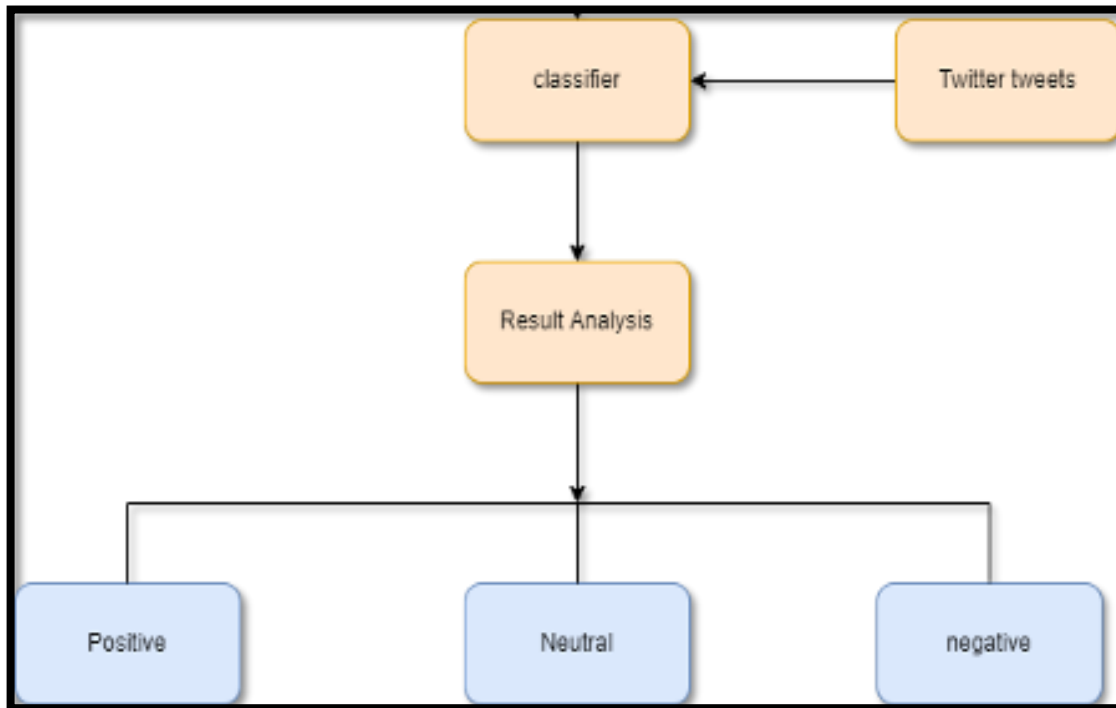 classifier
Twitter tweets
Result Analysis
Positive
Neutral
negative